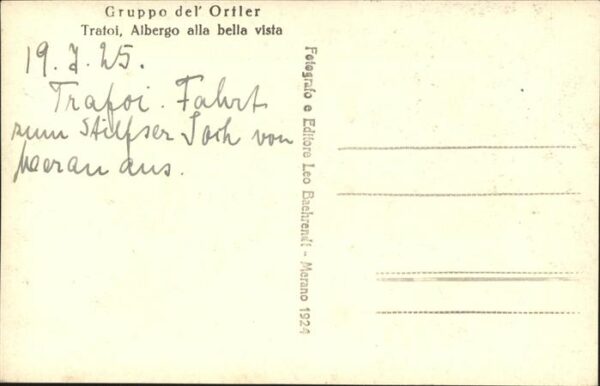 Gruppo del' Ortler
Tratoi, Albergo alla bella vista
19.7.25.
Trafoi. Fahrt
zum Stilfser Joch von
Meran aus.
Fotografo e Editore Leo Baehrendt - Merano 1924